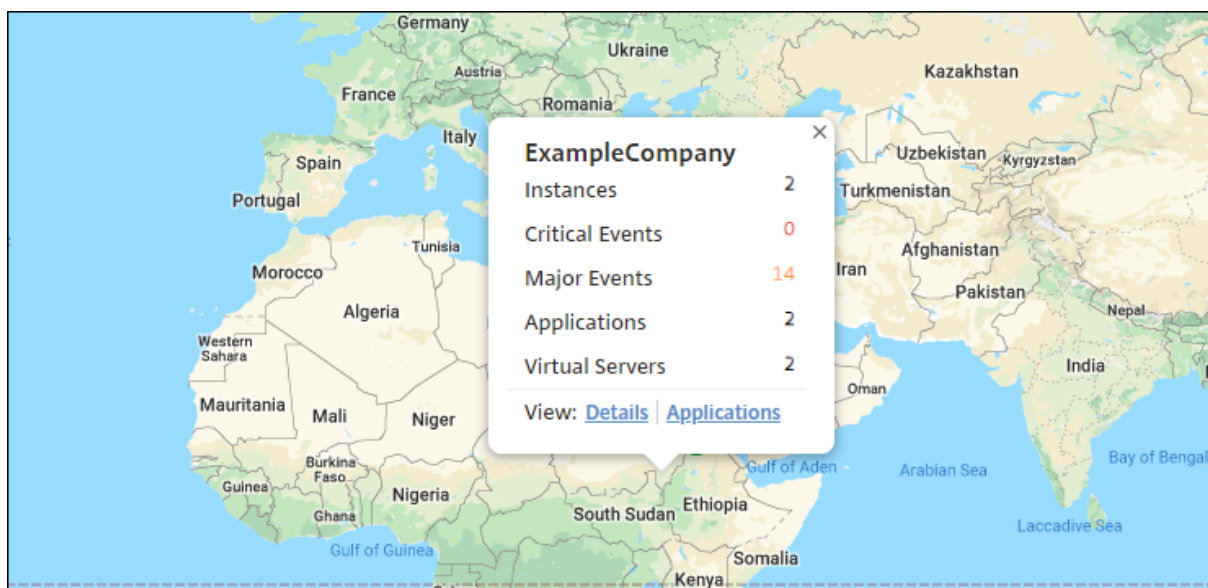 Germany
Ukraine
Kazakhstan
Austria
France
Romania
Italy
ExampleCompany
Uzbekistan
Kyrgyzstan
Spain
Instances 2
Turkmenistan
Portugal
Critical Events 0
Tunisia
Afghanistan
Morocco
Major Events 14
Iran
Pakistan
Algeria
Applications 2
Nepal
Western
Sahara
Virtual Servers 2
India
Oman
Mauritania
Mali
Niger
View: Details | Applications
Burkina
Faso
Gulf of Aden
Arabian Sea
Bay of Bengal
Guinea
Nigeria
Ethiopia
Ghana
South Sudan
Laccadive Sea
Gulf of Guinea
Somalia
Kenya